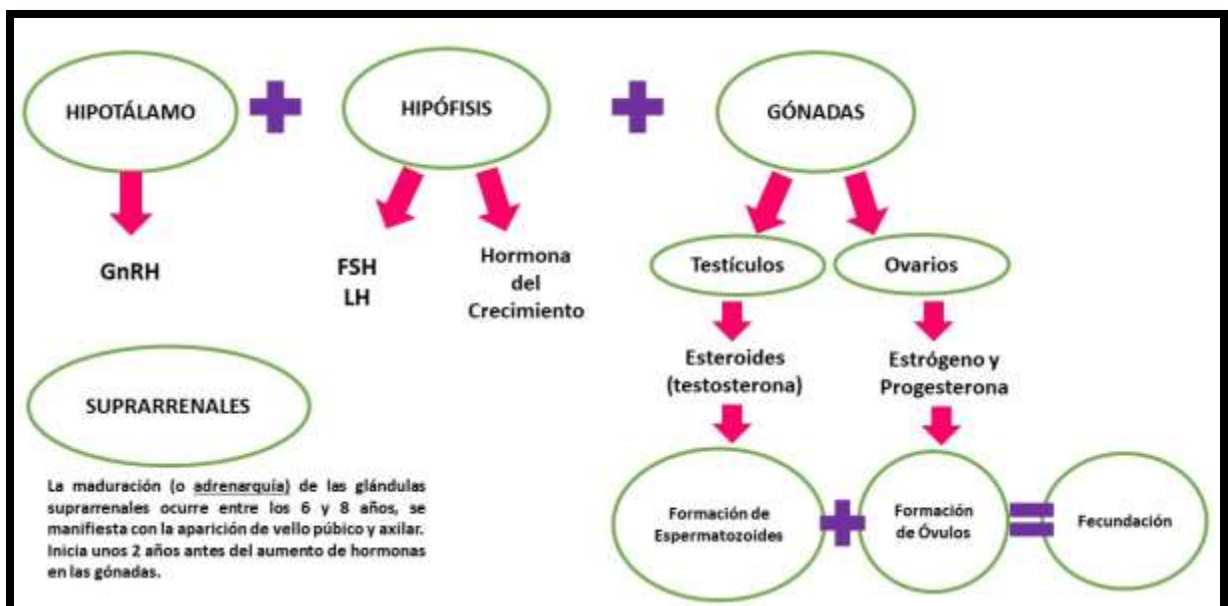 HIPOTÁLAMO
HIPÓFISIS
GÓNADAS
GnRH
FSH
LH
Hormona
del
Crecimiento
Testículos
Ovarios
Esteroides
(testosterona)
Estrógeno y
Progesterona
SUPRARRENALES
La maduración (o adrenarquía) de las glándulas
suprarrenales ocurre entre los 6 y 8 años, se
manifiesta con la aparición de vello púbico y axilar.
Inicia unos 2 años antes del aumento de hormonas
en las gónadas.
Formación de
Espermatozoides
Formación
de Óvulos
Fecundación